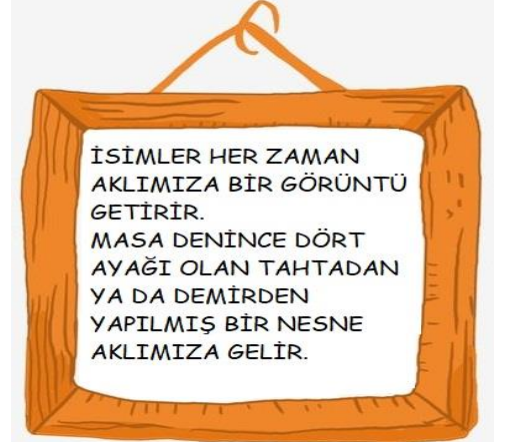 İSİMLER HER ZAMAN
AKLIMIZA BİR GÖRÜNTÜ
GETİRİR.
MASA DENİNCE DÖRT
AYAĞI OLAN TAHTADAN
YA DA DEMİRDEN
YAPILMIŞ BİR NESNE
AKLIMIZA GELİR.